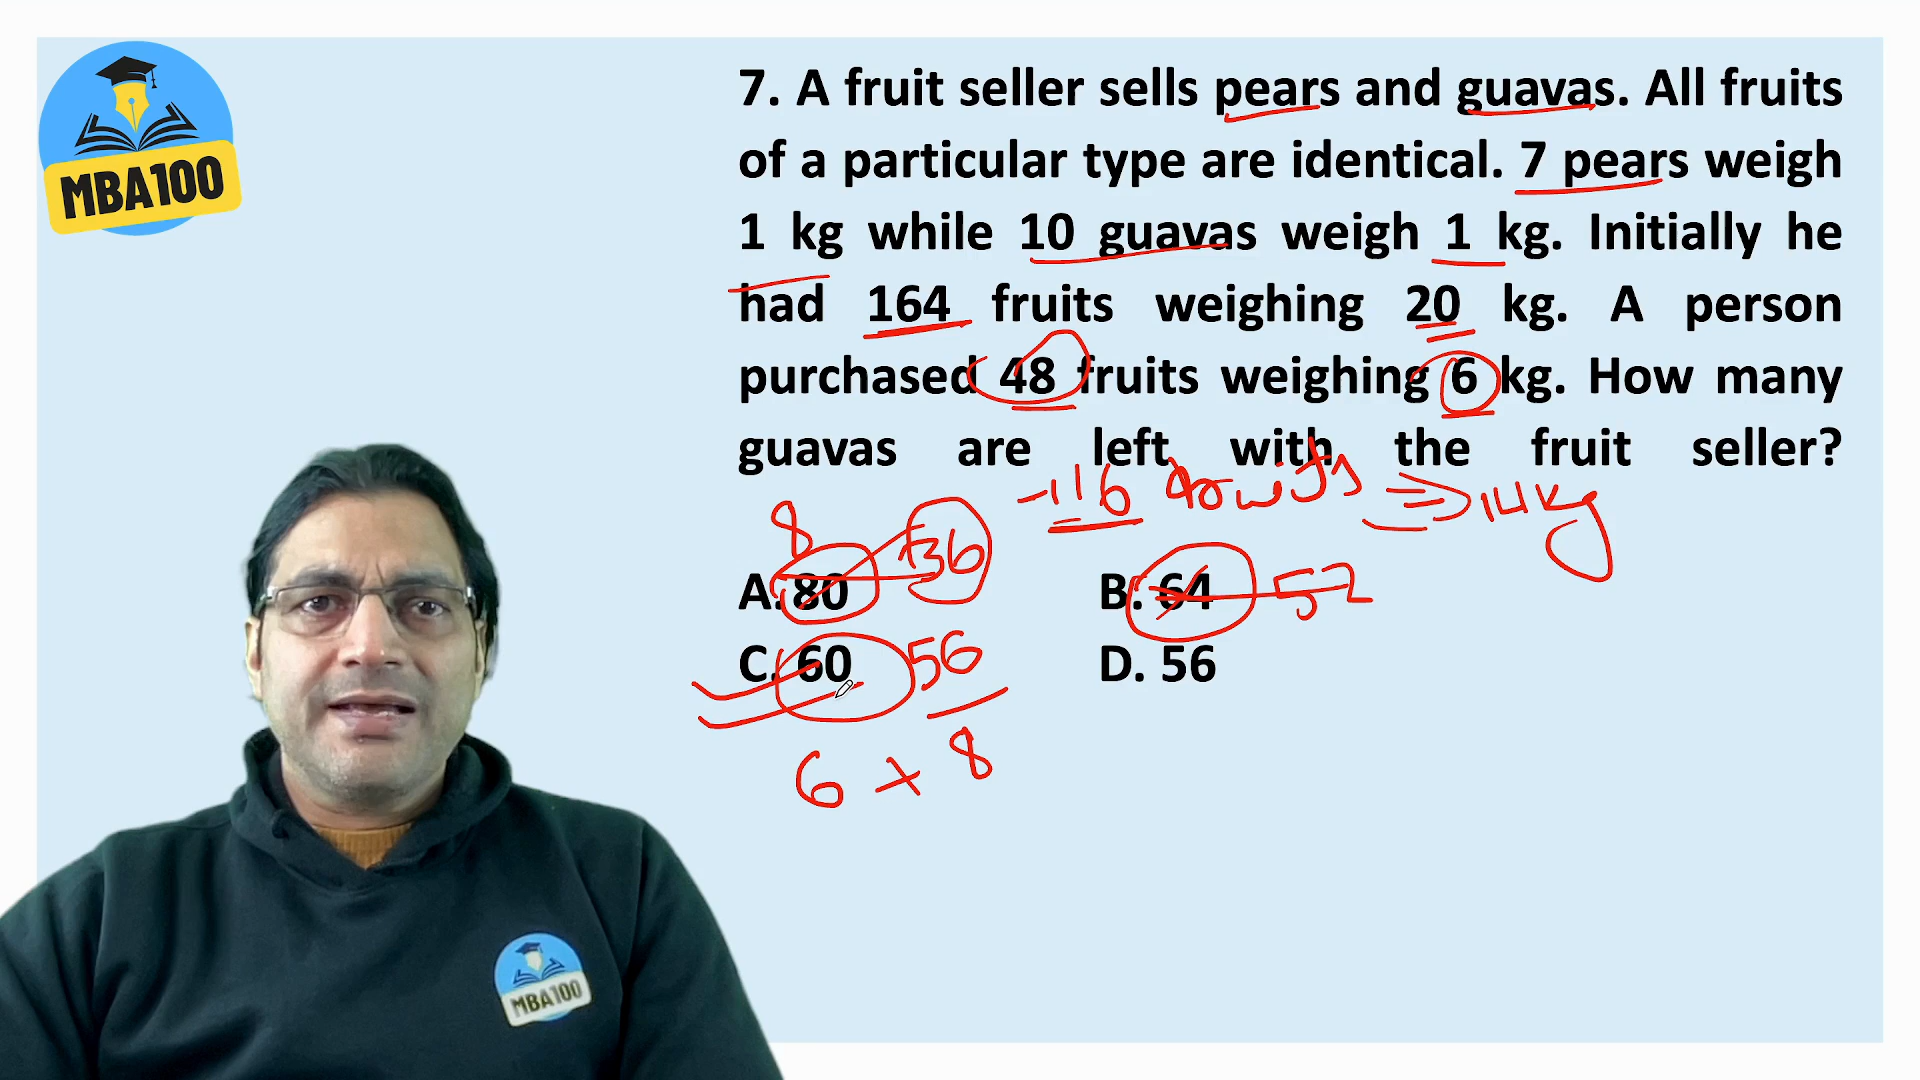 MBA100
7. A fruit seller sells pears and guavas. All fruits
of a particular type are identical. 7 pears weigh
1 kg while 10 guavas weigh 1 kg. Initially he
had 164 fruits weighing 20 kg. A person
purchased 48 fruits weighing 6 kg. How many
guavas are left with the fruit seller?
116 fruits ⇒ 14 kg
8
A. 80 36
B. 64 52
C. 60 56
D. 56
6 + 8
MBA100